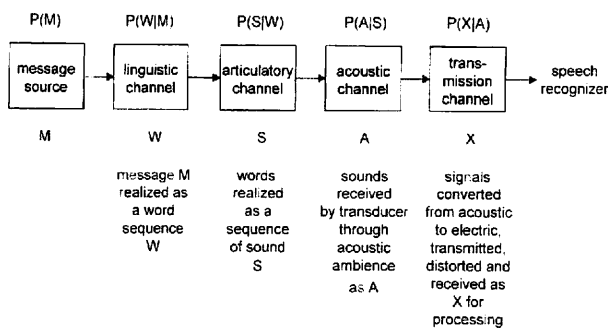 P(M) P(W|M) P(S|W) P(A|S) P(X|A)
message
source
linguistic
channel
articulatory
channel
acoustic
channel
trans-
mission
channel
speech
recognizer
M W S A X
message M
realized as
a word
sequence
W
words
realized
as a
sequence
of sound
S
sounds
received
by transducer
through
acoustic
ambience
as A
signals
converted
from acoustic
to electric,
transmitted,
distorted and
received as
X for
processing